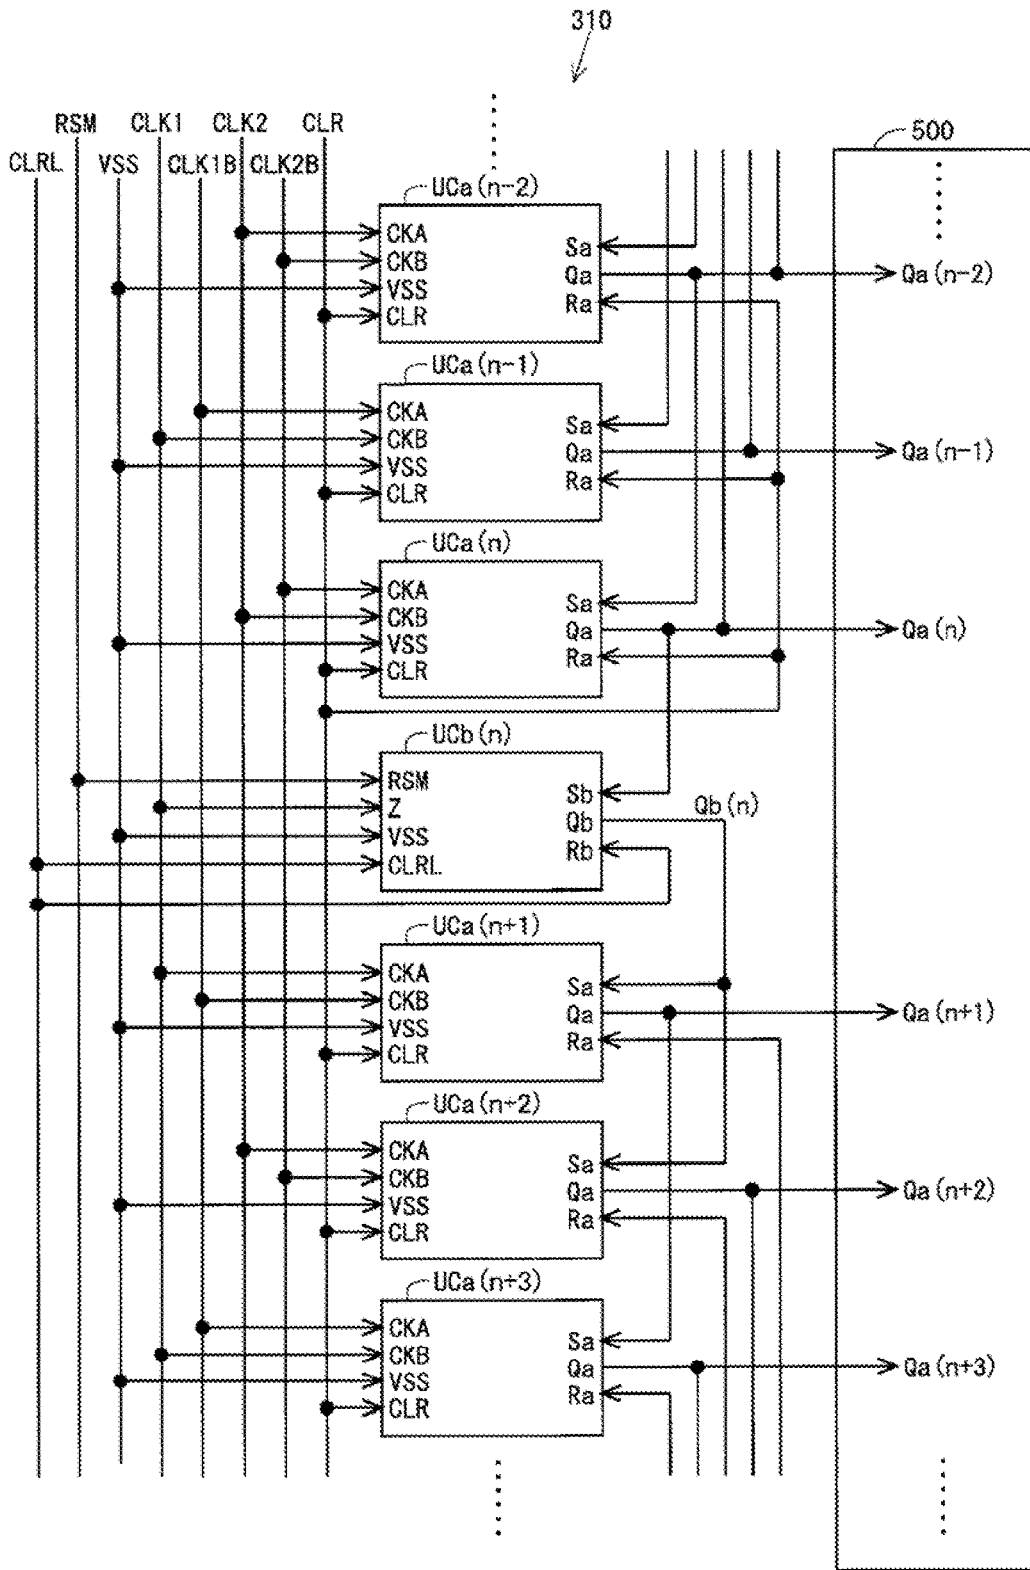 310
RSM CLK1 CLK2 CLR
CLRL VSS CLK1B CLK2B
500
UCa(n-2)
CKA
CKB
VSS
CLR
Sa
Qa
Ra
Qa(n-2)
UCa(n-1)
CKA
CKB
VSS
CLR
Sa
Qa
Ra
Qa(n-1)
UCa(n)
CKA
CKB
VSS
CLR
Sa
Qa
Ra
Qa(n)
UCb(n)
RSM
Z
VSS
CLRL
Sb
Qb
Rb
Qb(n)
UCa(n+1)
CKA
CKB
VSS
CLR
Sa
Qa
Ra
Qa(n+1)
UCa(n+2)
CKA
CKB
VSS
CLR
Sa
Qa
Ra
Qa(n+2)
UCa(n+3)
CKA
CKB
VSS
CLR
Sa
Qa
Ra
Qa(n+3)